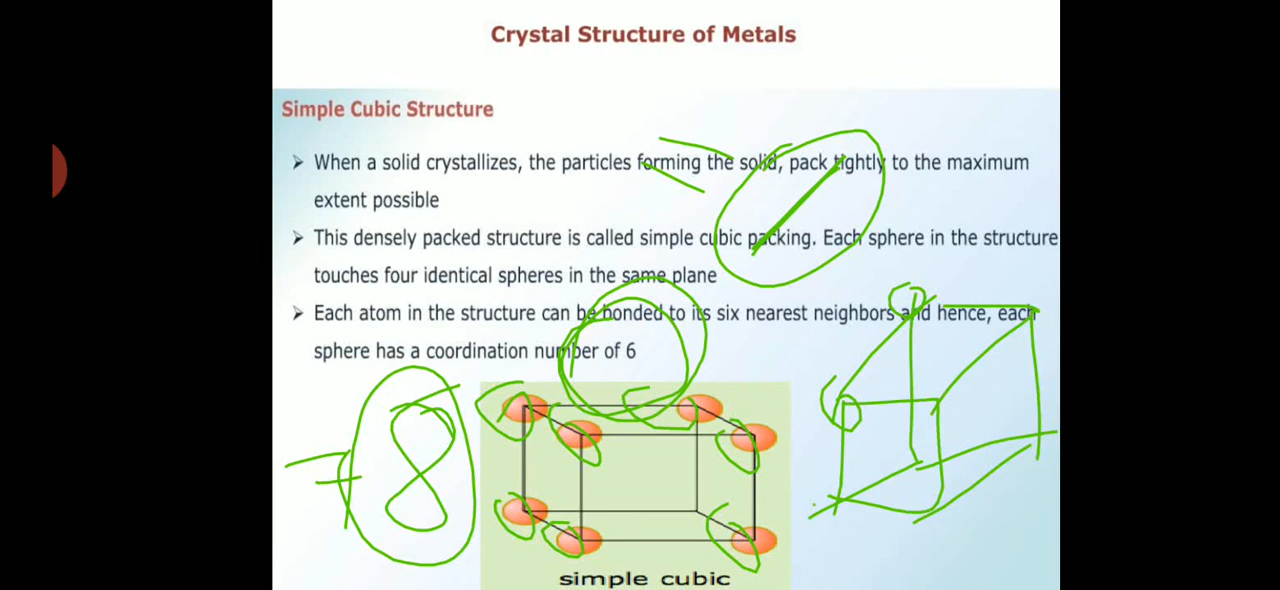 Crystal Structure of Metals
Simple Cubic Structure
➢ When a solid crystallizes, the particles forming the solid, pack tightly to the maximum
extent possible
➢ This densely packed structure is called simple cubic packing. Each sphere in the structure
touches four identical spheres in the same plane
➢ Each atom in the structure can be bonded to its six nearest neighbors and hence, each
sphere has a coordination number of 6
8
simple cubic